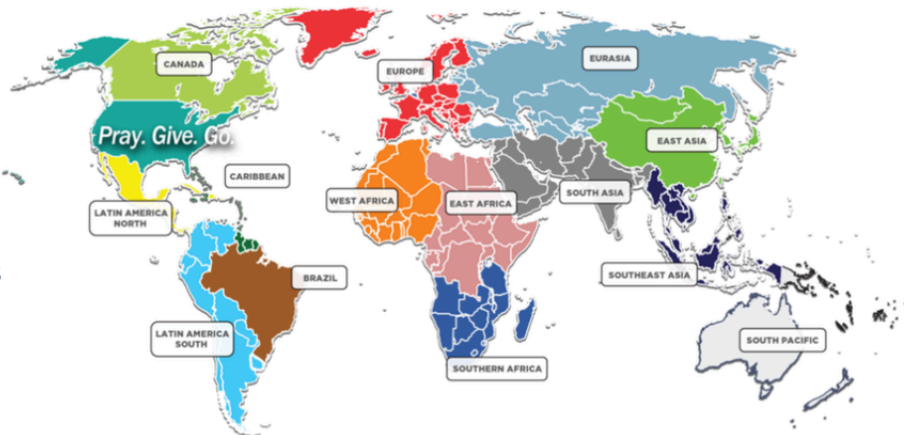 CANADA
EUROPE
EURASIA
Pray. Give. Go.
EAST ASIA
CARIBBEAN
WEST AFRICA
EAST AFRICA
SOUTH ASIA
LATIN AMERICA
NORTH
SOUTHEAST ASIA
BRAZIL
LATIN AMERICA
SOUTH
SOUTH PACIFIC
SOUTHERN AFRICA